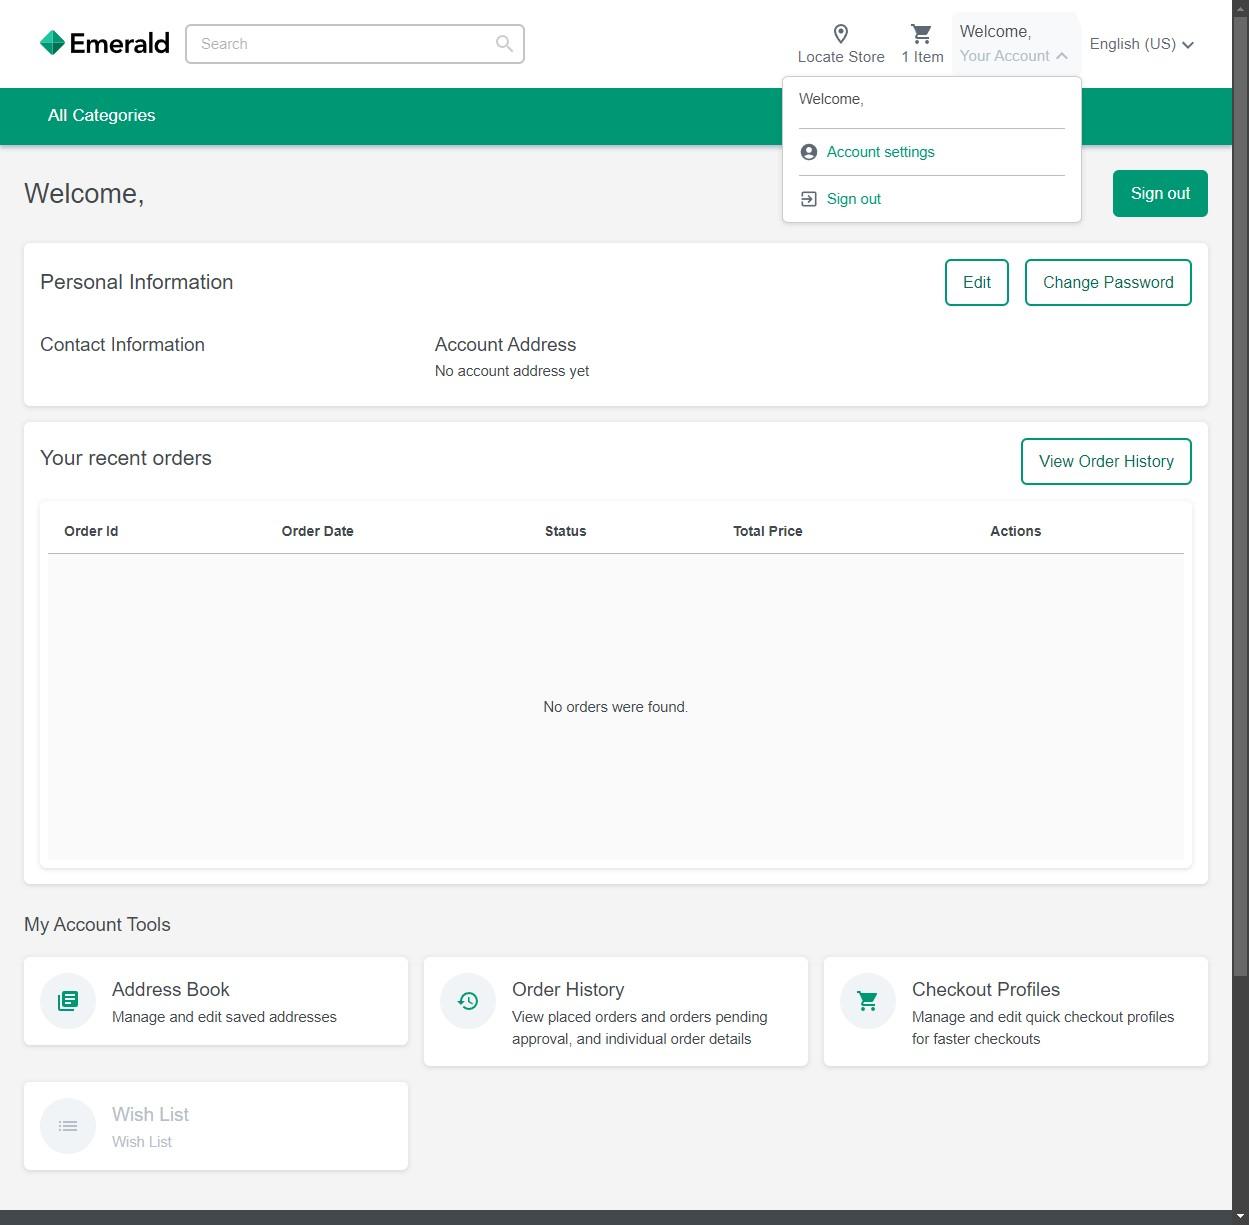 Emerald
Search
Locate Store
1 Item
Welcome,
Your Account
English (US)
All Categories
Welcome,
Account settings
Sign out
Welcome,
Sign out
Personal Information
Edit
Change Password
Contact Information
Account Address
No account address yet
Your recent orders
View Order History
Order Id Order Date Status Total Price Actions
No orders were found.
My Account Tools
Address Book
Manage and edit saved addresses
Order History
View placed orders and orders pending
approval, and individual order details
Checkout Profiles
Manage and edit quick checkout profiles
for faster checkouts
Wish List
Wish List